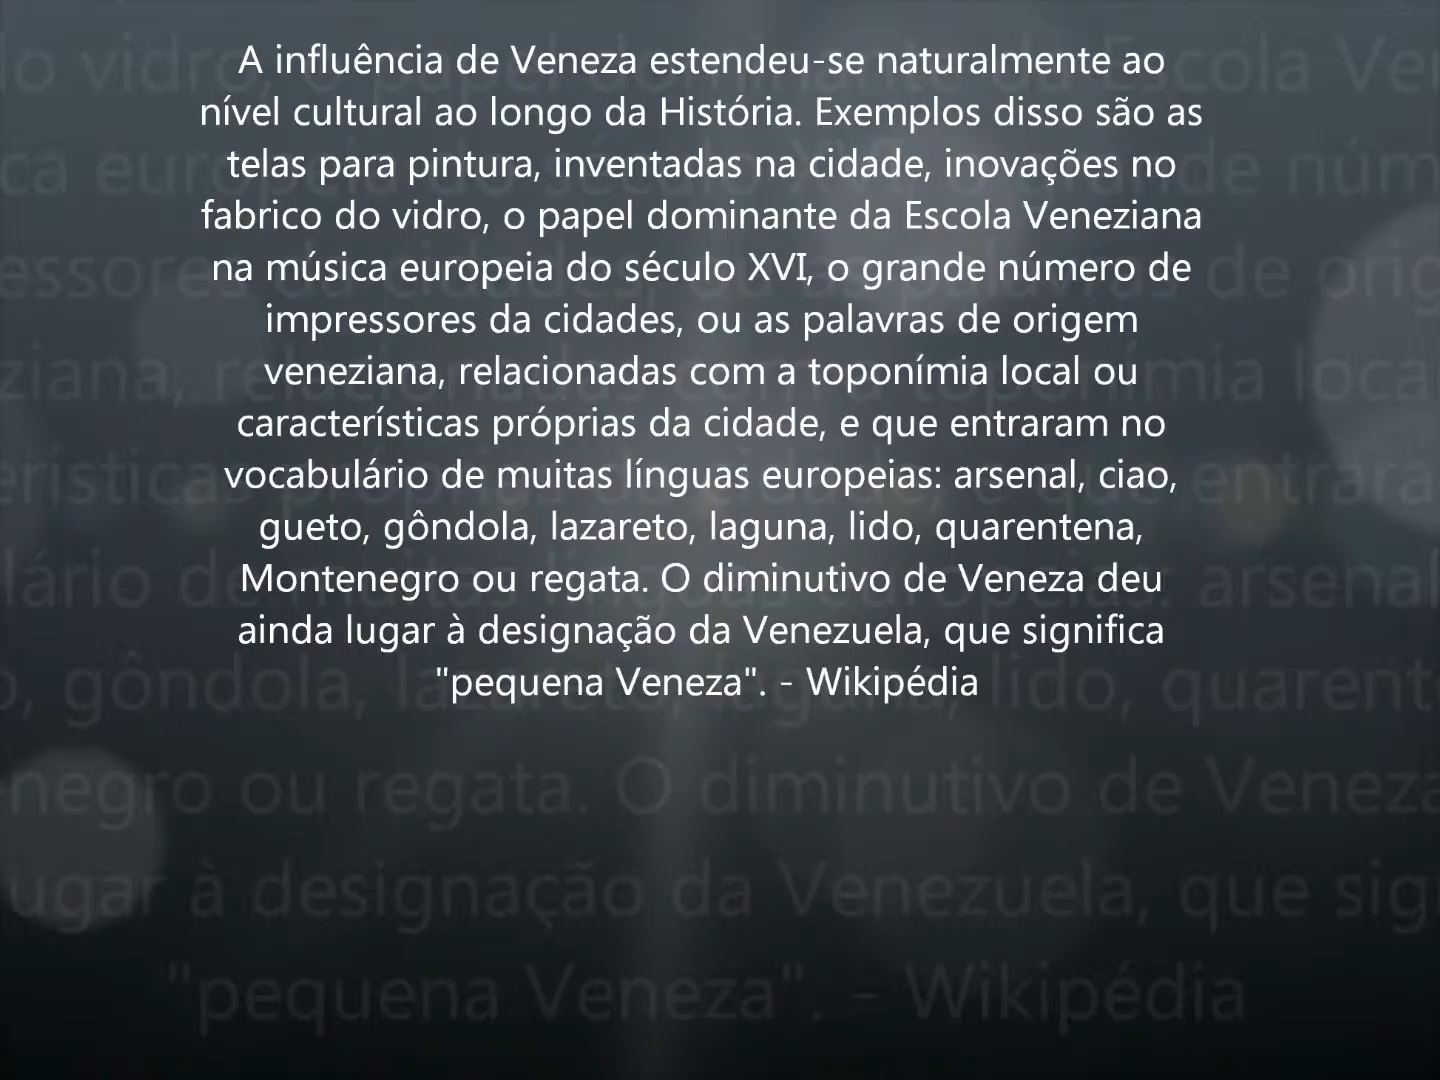 A influência de Veneza estendeu-se naturalmente ao
nível cultural ao longo da História. Exemplos disso são as
telas para pintura, inventadas na cidade, inovações no
fabrico do vidro, o papel dominante da Escola Veneziana
na música europeia do século XVI, o grande número de
impressores da cidades, ou as palavras de origem
veneziana, relacionadas com a toponímia local ou
características próprias da cidade, e que entraram no
vocabulário de muitas línguas europeias: arsenal, ciao,
gueto, gôndola, lazareto, laguna, lido, quarentena,
Montenegro ou regata. O diminutivo de Veneza deu
ainda lugar à designação da Venezuela, que significa
"pequena Veneza". - Wikipédia